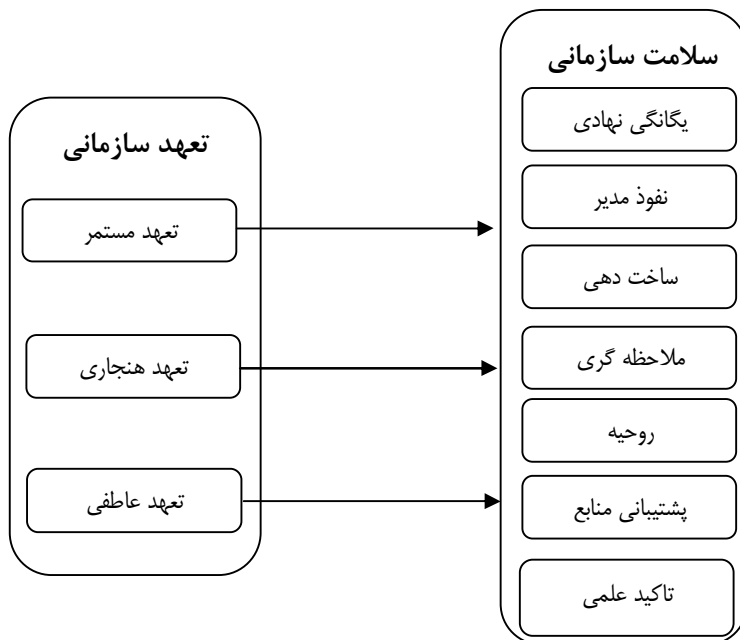 سلامت سازمانی
یگانگی نهادی
نفوذ مدیر
ساخت دهی
ملاحظه گری
روحیه
پشتیبانی منابع
تاکید علمی
تعهد سازمانی
تعهد مستمر
تعهد هنجاری
تعهد عاطفی